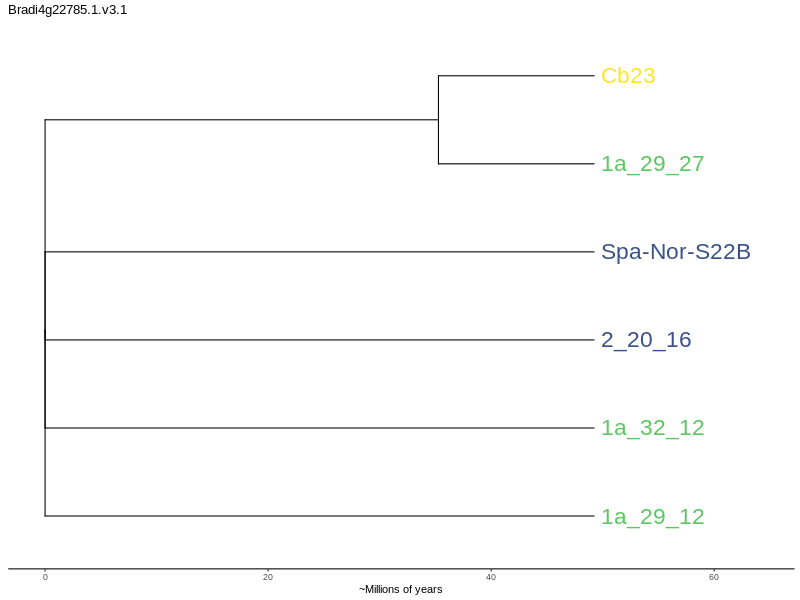 Bradi4g22785.1.v3.1
Cb23
1a_29_27
Spa-Nor-S22B
2_20_16
1a_32_12
1a_29_12
0 20 40 60
~Millions of years